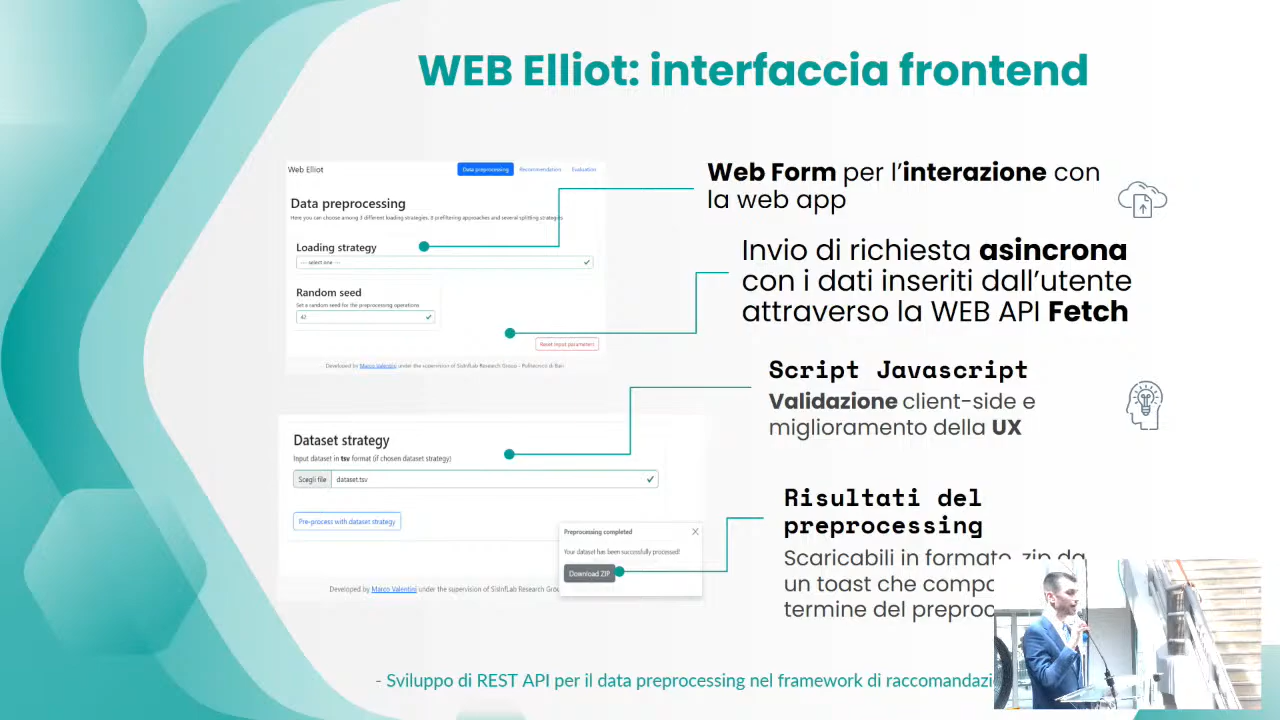 WEB Elliot: interfaccia frontend
Web Elliot
Data preprocessing
Recommendation
Evaluation
Data preprocessing
Here you can choose among 3 different loading strategies, 8 prefiltering approaches and several splitting strategies
Loading strategy
--- select one ---
Random seed
Set a random seed for the preprocessing operations
42
Reset input parameters
Developed by Marco Valentini under the supervision of SisInfLab Research Group - Politecnico di Bari
Web Form per l’interazione con
la web app
Invio di richiesta asincrona
con i dati inseriti dall’utente
attraverso la WEB API Fetch
Script Javascript
Validazione client-side e
miglioramento della UX
Dataset strategy
Input dataset in tsv format (if chosen dataset strategy)
Scegli file dataset.tsv
Pre-process with dataset strategy
Preprocessing completed
Your dataset has been successfully processed!
Download ZIP
Developed by Marco Valentini under the supervision of SisInfLab Research
Risultati del
preprocessing
Scaricabili in formato .zip da
un toast che
termine del
- Sviluppo di REST API per il data preprocessing nel framework di